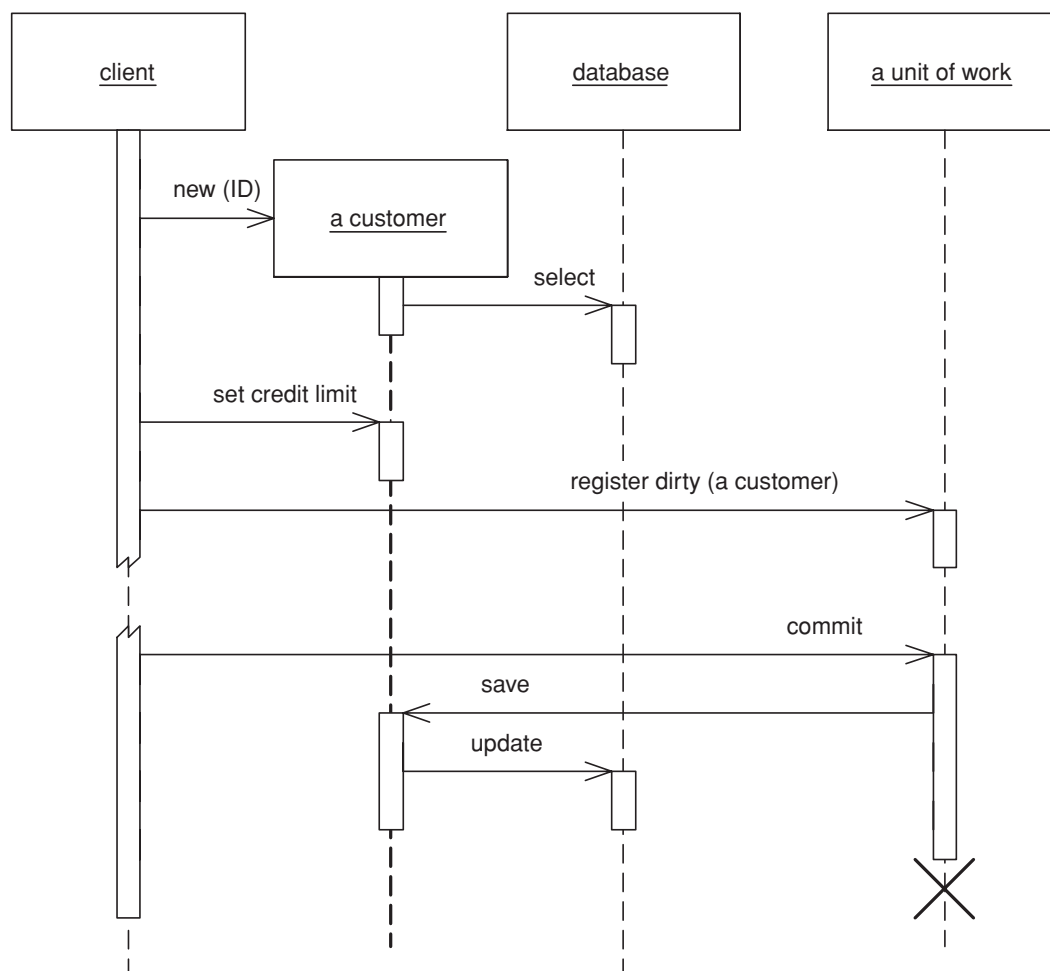 client
database
a unit of work
new (ID)
a customer
select
set credit limit
register dirty (a customer)
commit
save
update